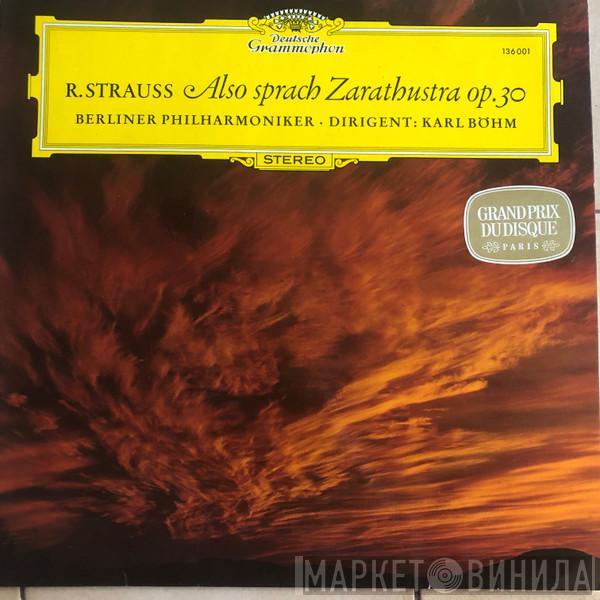 Deutsche
Grammophon
136001
R. STRAUSS Also sprach Zarathustra op. 30
BERLINER PHILHARMONIKER · DIRIGENT: KARL BÖHM
STEREO
GRAND PRIX
DU DISQUE
PARIS
МАРКЕТ ВИНИЛА